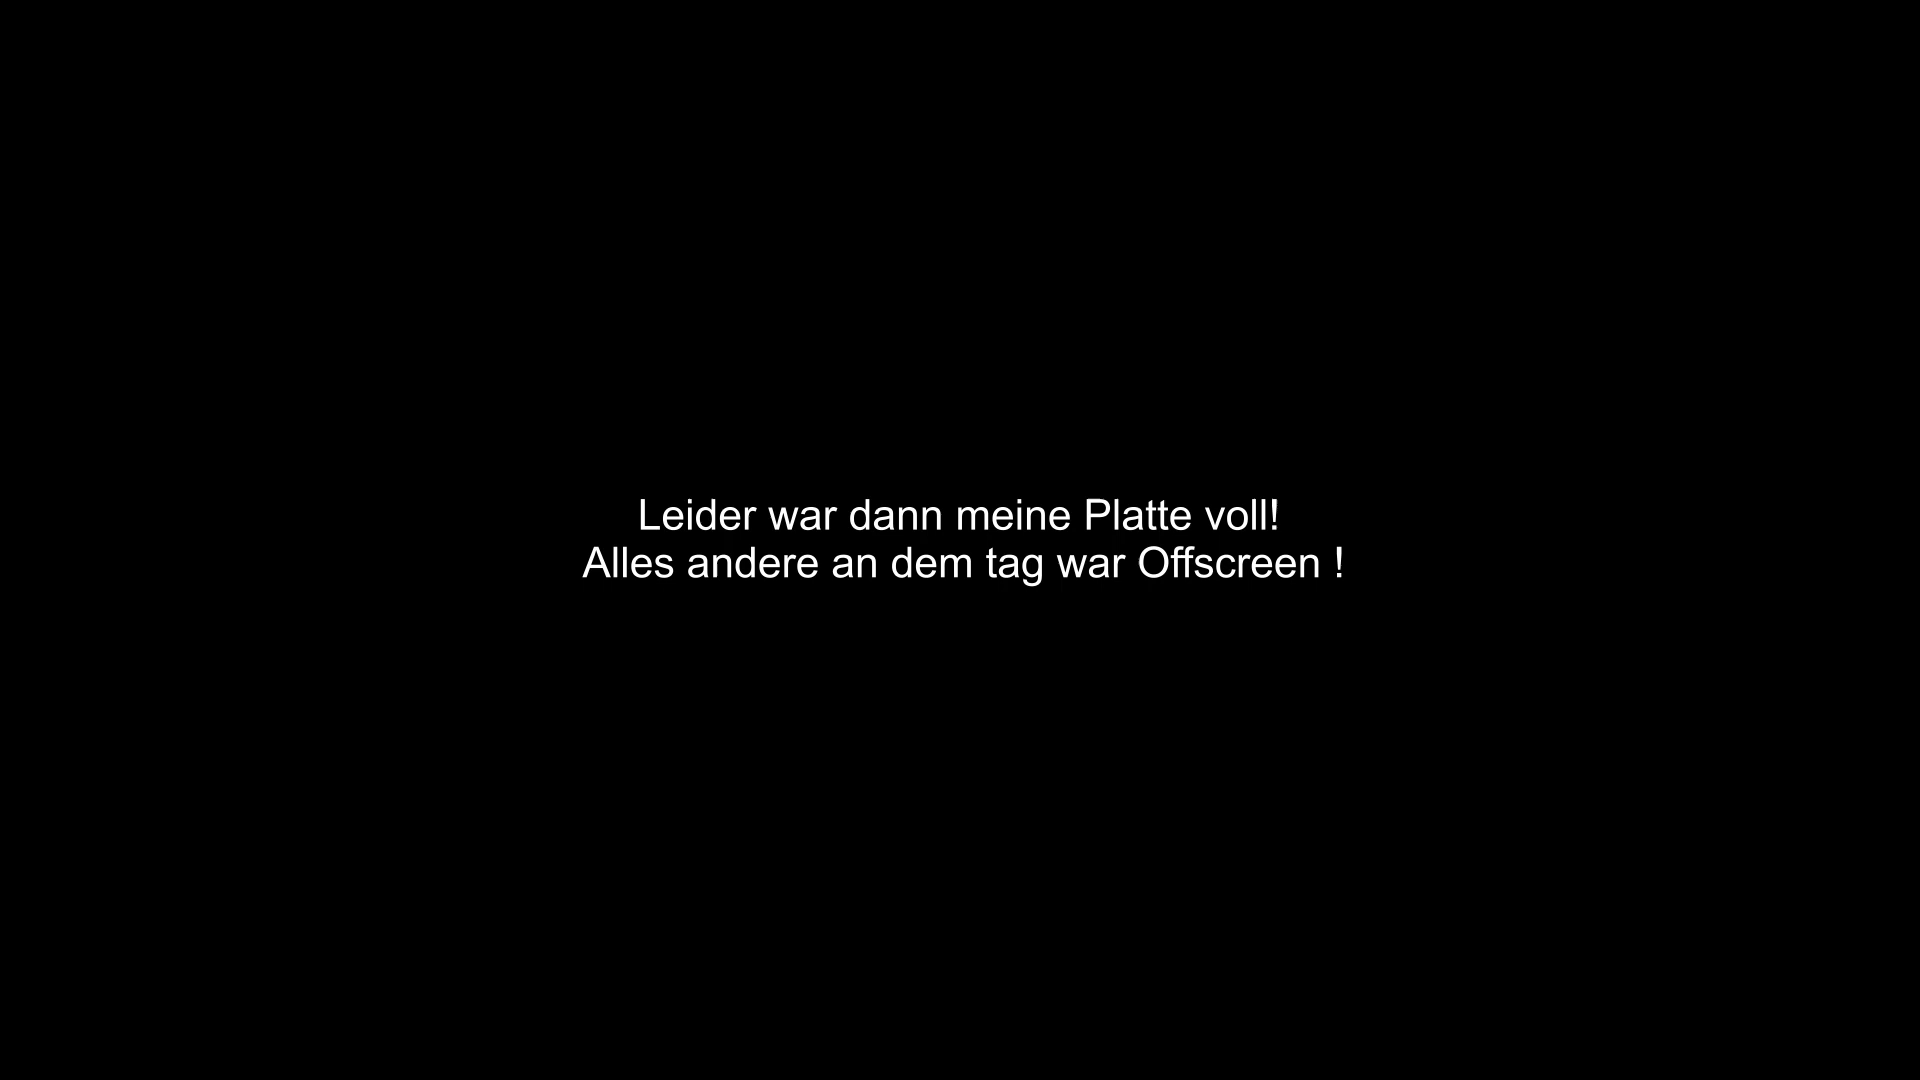 Leider war dann meine Platte voll!
Alles andere an dem tag war Offscreen !